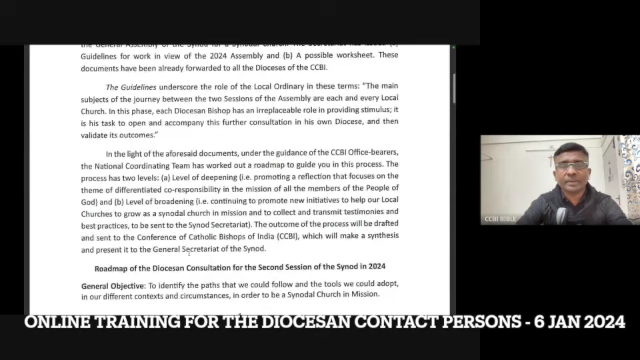 the General Assembly of the Synod for a Synodal Church. The Secretariat has issued (a)
Guidelines for work in view of the 2024 Assembly and (b) A possible worksheet. These
documents have been already forwarded to all the Dioceses of the CCBI.
The Guidelines underscore the role of the Local Ordinary in these terms: “The main
subjects of the journey between the two Sessions of the Assembly are each and every Local
Church. In this phase, each Diocesan Bishop has an irreplaceable role in providing stimulus; it
is his task to open and accompany this further consultation in his own Diocese, and then
validate its outcomes.”
In the light of the aforesaid documents, under the guidance of the CCBI Office-bearers,
the National Coordinating Team has worked out a roadmap to guide you in this process. The
process has two levels: (a) Level of deepening (i.e. promoting a reflection that focuses on
the theme of differentiated co-responsibility in the mission of all the members of the People of
God) and (b) Level of broadening (i.e. continuing to promote new initiatives to help our Local
Churches to grow as a synodal church in mission and to collect and transmit testimonies and
best practices, to be sent to the Synod Secretariat). The outcome of the process will be drafted
and sent to the Conference of Catholic Bishops of India (CCBI), which will make a synthesis
and present it to the General Secretariat of the Synod.
Roadmap of the Diocesan Consultation for the Second Session of the Synod in 2024
General Objective: To identify the paths that we could follow and the tools we could adopt,
in our different contexts and circumstances, in order to be a Synodal Church in Mission.
CCBI BIBLE
ONLINE TRAINING FOR THE DIOCESAN CONTACT PERSONS - 6 JAN 2024